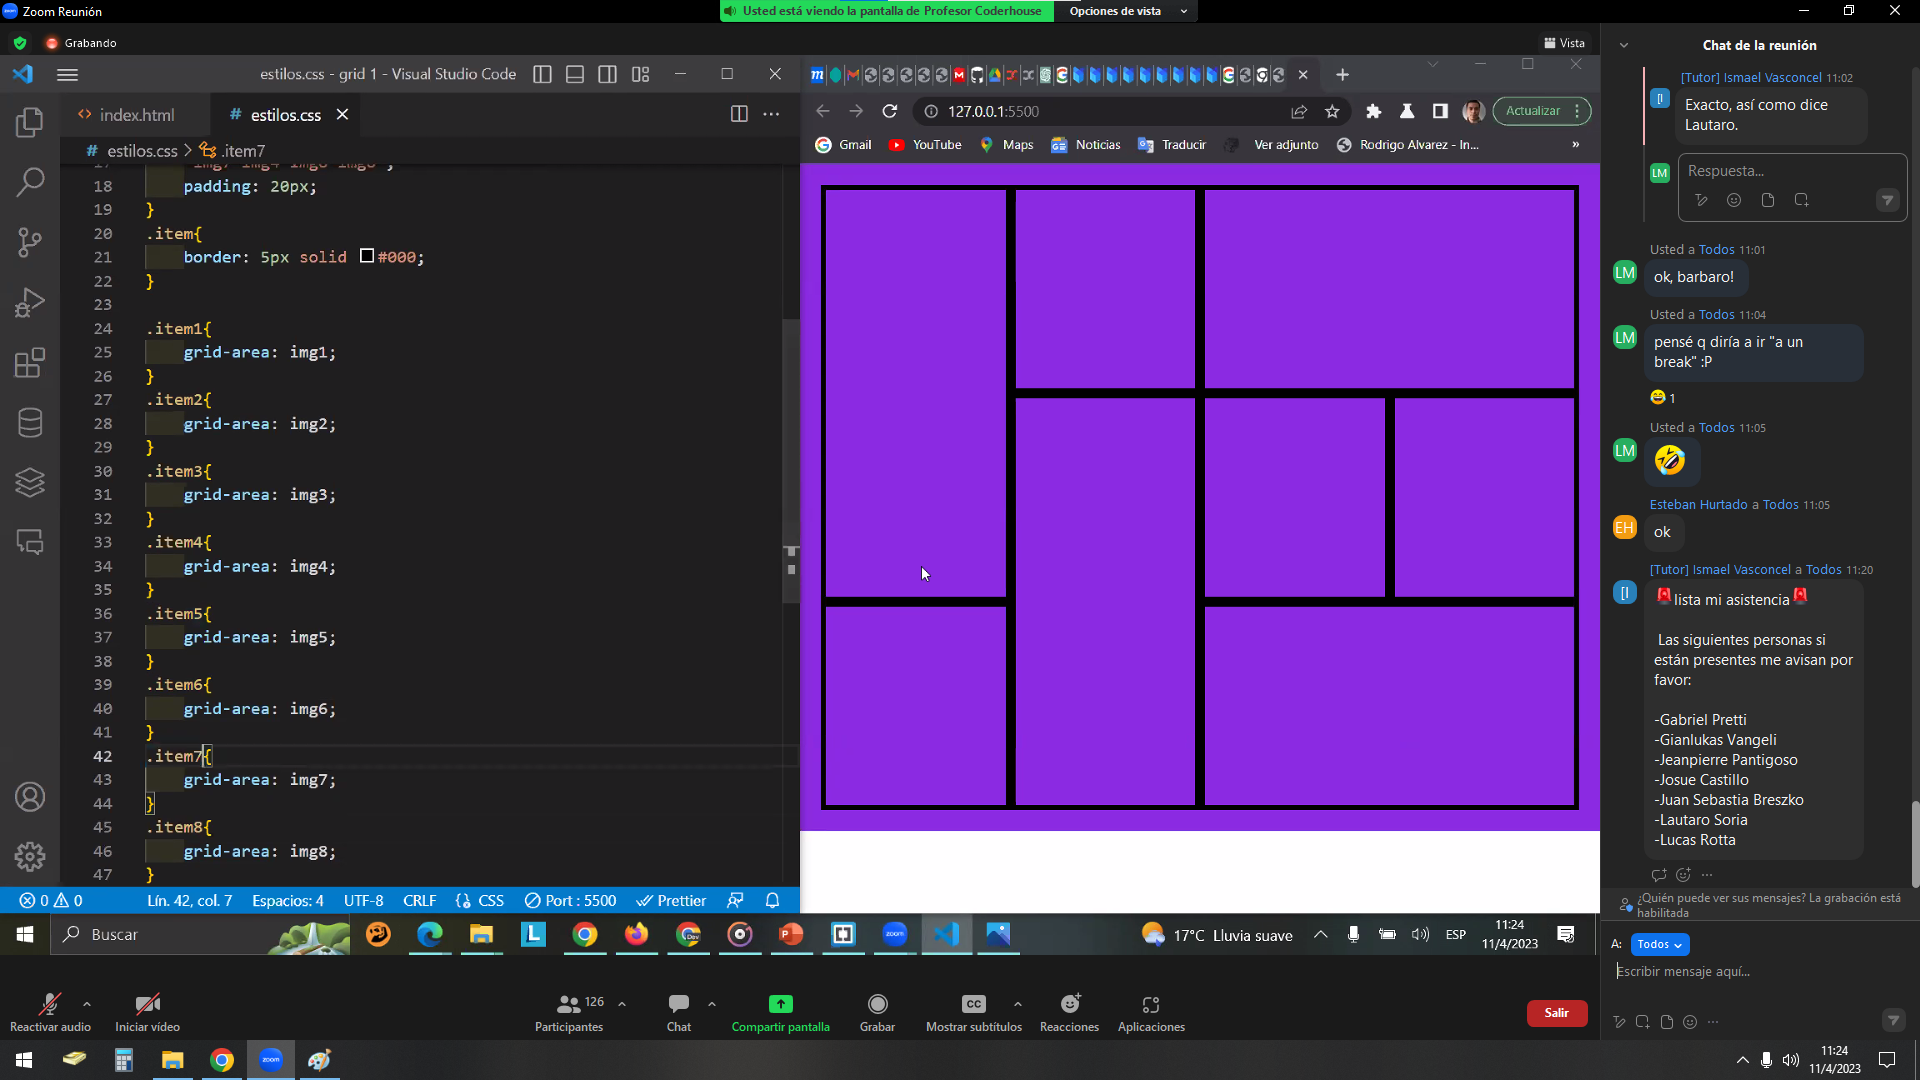 Zoom Reunión
Usted está viendo la pantalla de Profesor Coderhouse
Opciones de vista
Grabando
Vista
estilos.css - grid 1 - Visual Studio Code
index.html
estilos.css
estilos.css > .item7
18 padding: 20px;
19 }
20 .item{
21 border: 5px solid #000;
22 }
23
24 .item1{
25 grid-area: img1;
26 }
27 .item2{
28 grid-area: img2;
29 }
30 .item3{
31 grid-area: img3;
32 }
33 .item4{
34 grid-area: img4;
35 }
36 .item5{
37 grid-area: img5;
38 }
39 .item6{
40 grid-area: img6;
41 }
42 .item7{
43 grid-area: img7;
44 }
45 .item8{
46 grid-area: img8;
47 }
0 0
Lín. 42, col. 7
Espacios: 4
UTF-8
CRLF
CSS
Port : 5500
Prettier
127.0.0.1:5500
Actualizar
Gmail
YouTube
Maps
Noticias
Traducir
Ver adjunto
Rodrigo Alvarez - In...
»
Buscar
17°C Lluvia suave
ESP
11:24
11/4/2023
Reactivar audio
Iniciar vídeo
126
Participantes
Chat
Compartir pantalla
Grabar
CC
Mostrar subtítulos
Reacciones
Aplicaciones
Salir
Chat de la reunión
[Tutor] Ismael Vasconcel 11:02
[I
Exacto, así como dice
Lautaro.
LM
Respuesta...
Usted a Todos 11:01
LM
ok, barbaro!
Usted a Todos 11:04
LM
pensé q diría a ir "a un
break" :P
1
Usted a Todos 11:05
LM
Esteban Hurtado a Todos 11:05
EH
ok
[Tutor] Ismael Vasconcel a Todos 11:20
[I
lista mi asistencia
Las siguientes personas si
están presentes me avisan por
favor:
-Gabriel Pretti
-Gianlukas Vangeli
-Jeanpierre Pantigoso
-Josue Castillo
-Juan Sebastia Breszko
-Lautaro Soria
-Lucas Rotta
¿Quién puede ver sus mensajes? La grabación está
habilitada
A: Todos
Escribir mensaje aquí...
zoom
11:24
11/4/2023